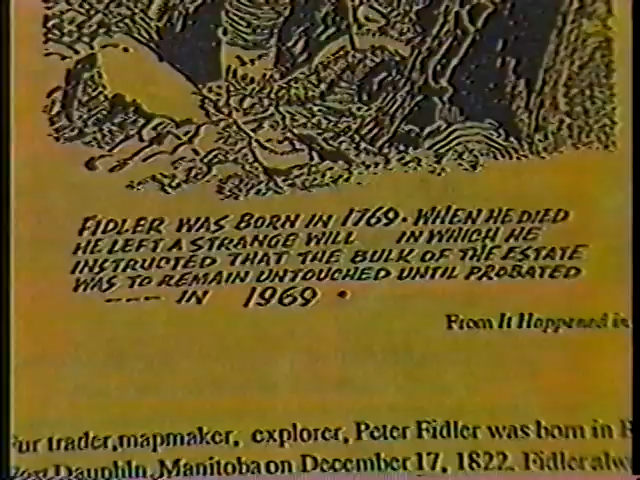 FIDLER WAS BORN IN 1769. WHEN HE DIED
HE LEFT A STRANGE WILL IN WHICH HE
INSTRUCTED THAT THE BULK OF THE ESTATE
WAS TO REMAIN UNTOUCHED UNTIL PROBATED
--- IN 1969.
From It Happened in
ur trader, mapmaker, explorer, Peter Fidler was born in
Dauphin, Manitoba on December 17, 1822. Fidler